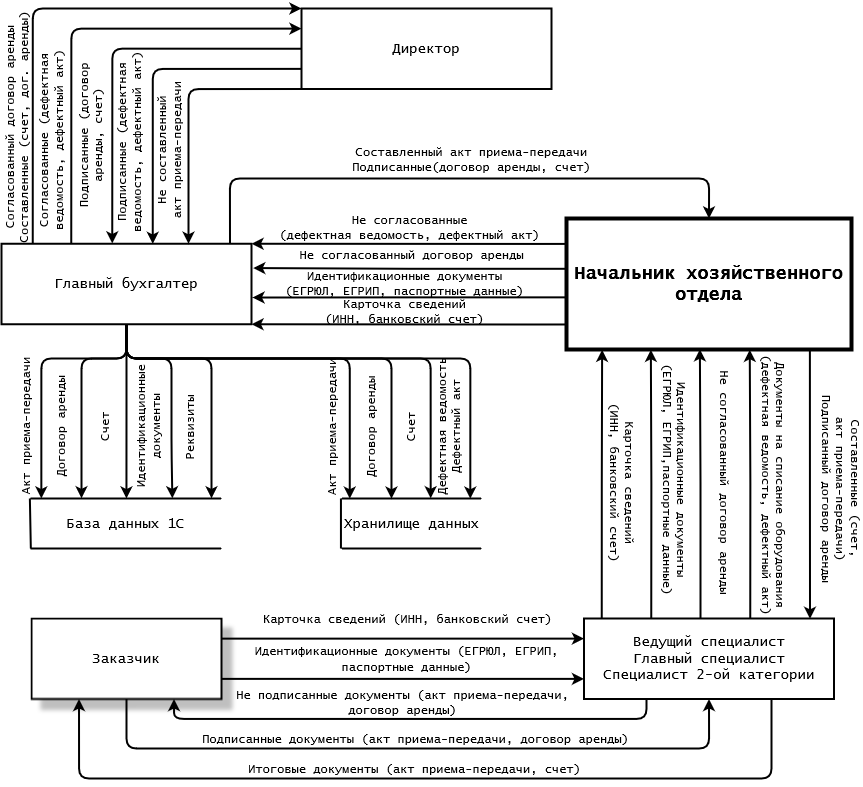 Директор
Согласованный договор аренды
Составленные (счет, дог. аренды)
Согласованные (дефектная
ведомость, дефектный акт)
Подписанные (договор
аренды, счет)
Подписанные (дефектная
ведомость, дефектный акт)
Не составленный
акт приема-передачи
Составленный акт приема-передачи
Подписанные(договор аренды, счет)
Не согласованные
(дефектная ведомость, дефектный акт)
Не согласованный договор аренды
Идентификационные документы
(ЕГРЮЛ, ЕГРИП, паспортные данные)
Карточка сведений
(ИНН, банковский счет)
Главный бухгалтер
Начальник хозяйственного
отдела
Акт приема-передачи
Договор аренды
Счет
Идентификационные
документы
Реквизиты
Акт приема-передачи
Договор аренды
Счет
Дефектная ведомость
Дефектный акт
База данных 1С
Хранилище данных
Карточка сведений
(ИНН, банковский счет)
Идентификационные документы
(ЕГРЮЛ, ЕГРИП,паспортные данные)
Не согласованный договор аренды
Документы на списание оборудования
(дефектная ведомость, дефектный акт)
Составленные (счет,
акт приема-передачи)
Подписанный договор аренды
Заказчик
Карточка сведений (ИНН, банковский счет)
Идентификационные документы (ЕГРЮЛ, ЕГРИП,
паспортные данные)
Не подписанные документы (акт приема-передачи,
договор аренды)
Подписанные документы (акт приема-передачи, договор аренды)
Итоговые документы (акт приема-передачи, счет)
Ведущий специалист
Главный специалист
Специалист 2-ой категории